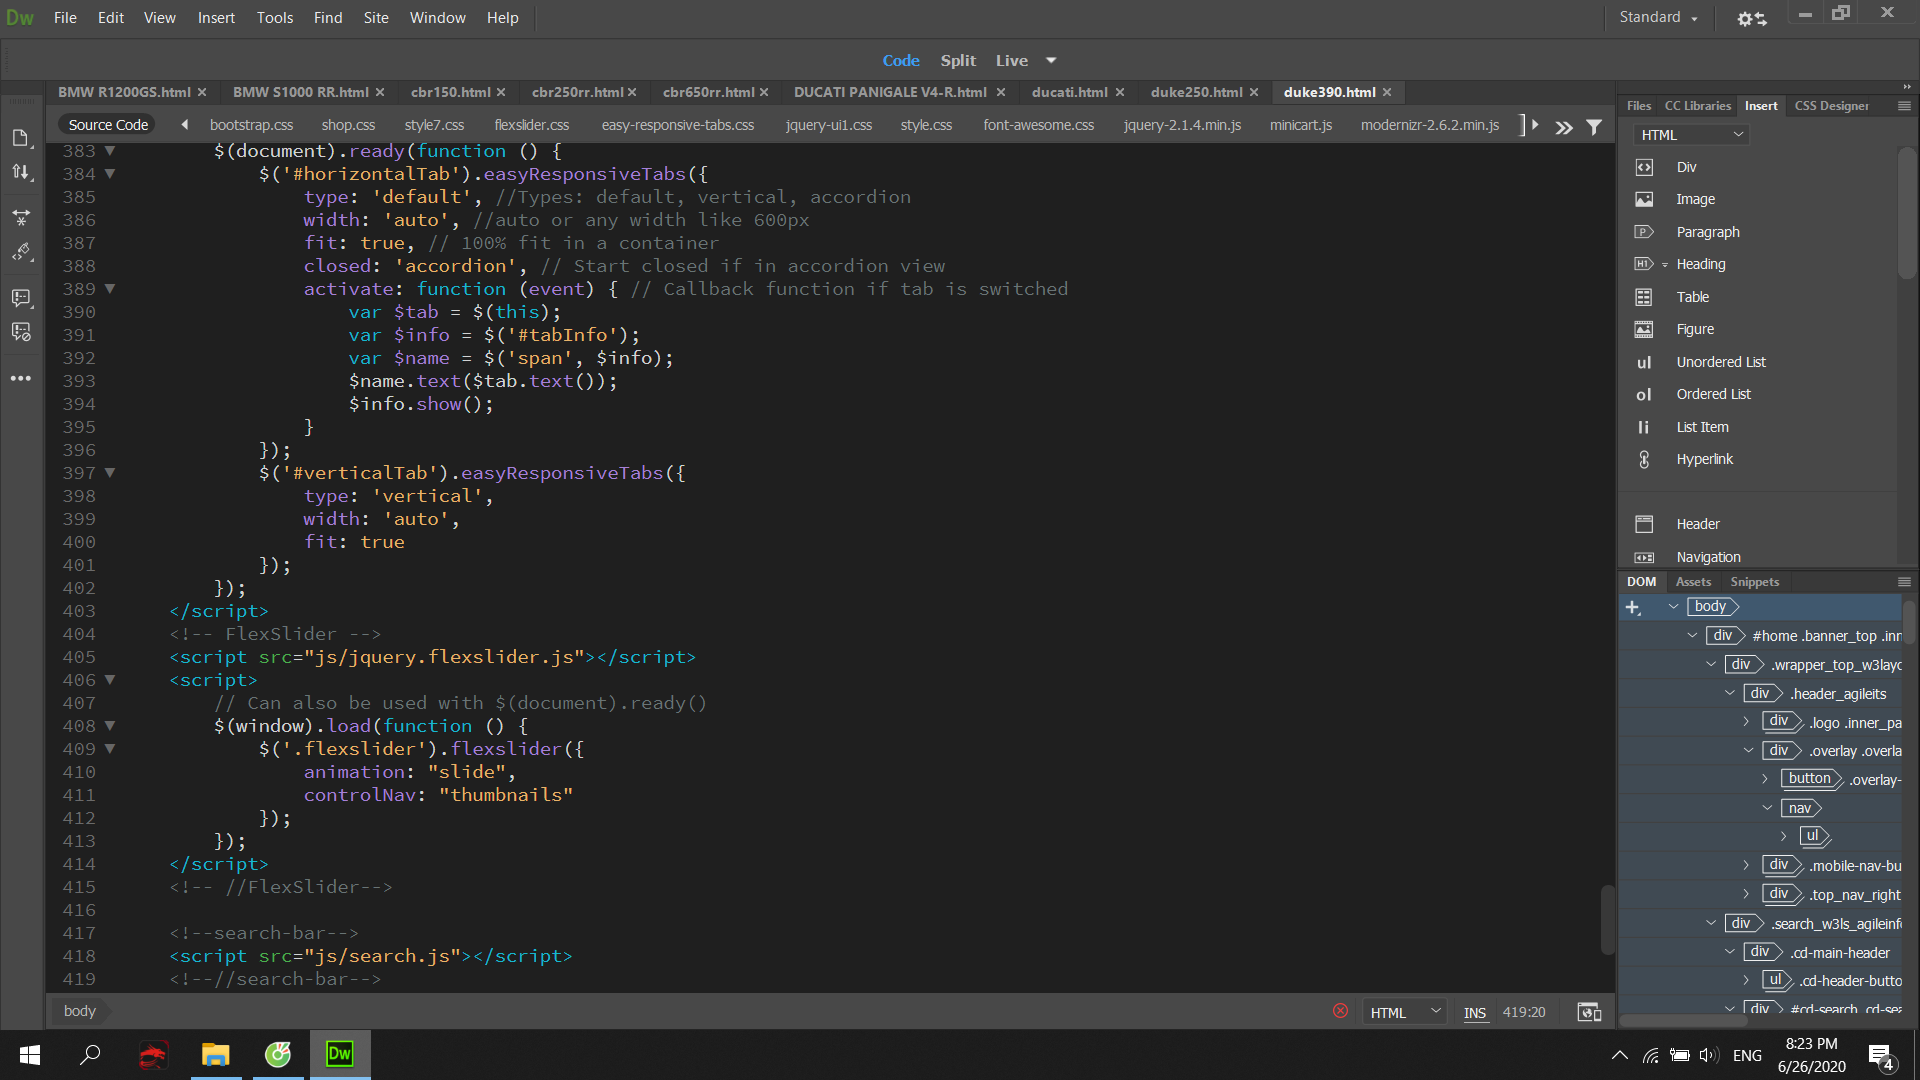 Dw File Edit View Insert Tools Find Site Window Help Standard
Code Split Live
BMW R1200GS.html BMW S1000 RR.html cbr150.html cbr250rr.html cbr650rr.html DUCATI PANIGALE V4-R.html ducati.html duke250.html duke390.html
Source Code bootstrap.css shop.css style7.css flexslider.css easy-responsive-tabs.css jquery-ui1.css style.css font-awesome.css jquery-2.1.4.min.js minicart.js modernizr-2.6.2.min.js
383 $(document).ready(function () {
384 $('#horizontalTab').easyResponsiveTabs({
385 type: 'default', //Types: default, vertical, accordion
386 width: 'auto', //auto or any width like 600px
387 fit: true, // 100% fit in a container
388 closed: 'accordion', // Start closed if in accordion view
389 activate: function (event) { // Callback function if tab is switched
390 var $tab = $(this);
391 var $info = $('#tabInfo');
392 var $name = $('span', $info);
393 $name.text($tab.text());
394 $info.show();
395 }
396 });
397 $('#verticalTab').easyResponsiveTabs({
398 type: 'vertical',
399 width: 'auto',
400 fit: true
401 });
402 });
403 </script>
404 <!-- FlexSlider -->
405 <script src="js/jquery.flexslider.js"></script>
406 <script>
407 // Can also be used with $(document).ready()
408 $(window).load(function () {
409 $('.flexslider').flexslider({
410 animation: "slide",
411 controlNav: "thumbnails"
412 });
413 });
414 </script>
415 <!-- //FlexSlider-->
416
417 <!--search-bar-->
418 <script src="js/search.js"></script>
419 <!--//search-bar-->
body HTML INS 419:20
Files CC Libraries Insert CSS Designer
HTML
Div
Image
P Paragraph
H1 Heading
Table
Figure
ul Unordered List
ol Ordered List
li List Item
Hyperlink
Header
Navigation
DOM Assets Snippets
body
div #home .banner_top .inn
div .wrapper_top_w3layo
div .header_agileits
div .logo .inner_pa
div .overlay .overla
button .overlay-
nav
ul
div .mobile-nav-bu
div .top_nav_right
div .search_w3ls_agileinfo
div .cd-main-header
ul .cd-header-butto
div #cd-search .cd-sea
Dw
ENG
8:23 PM
6/26/2020
4